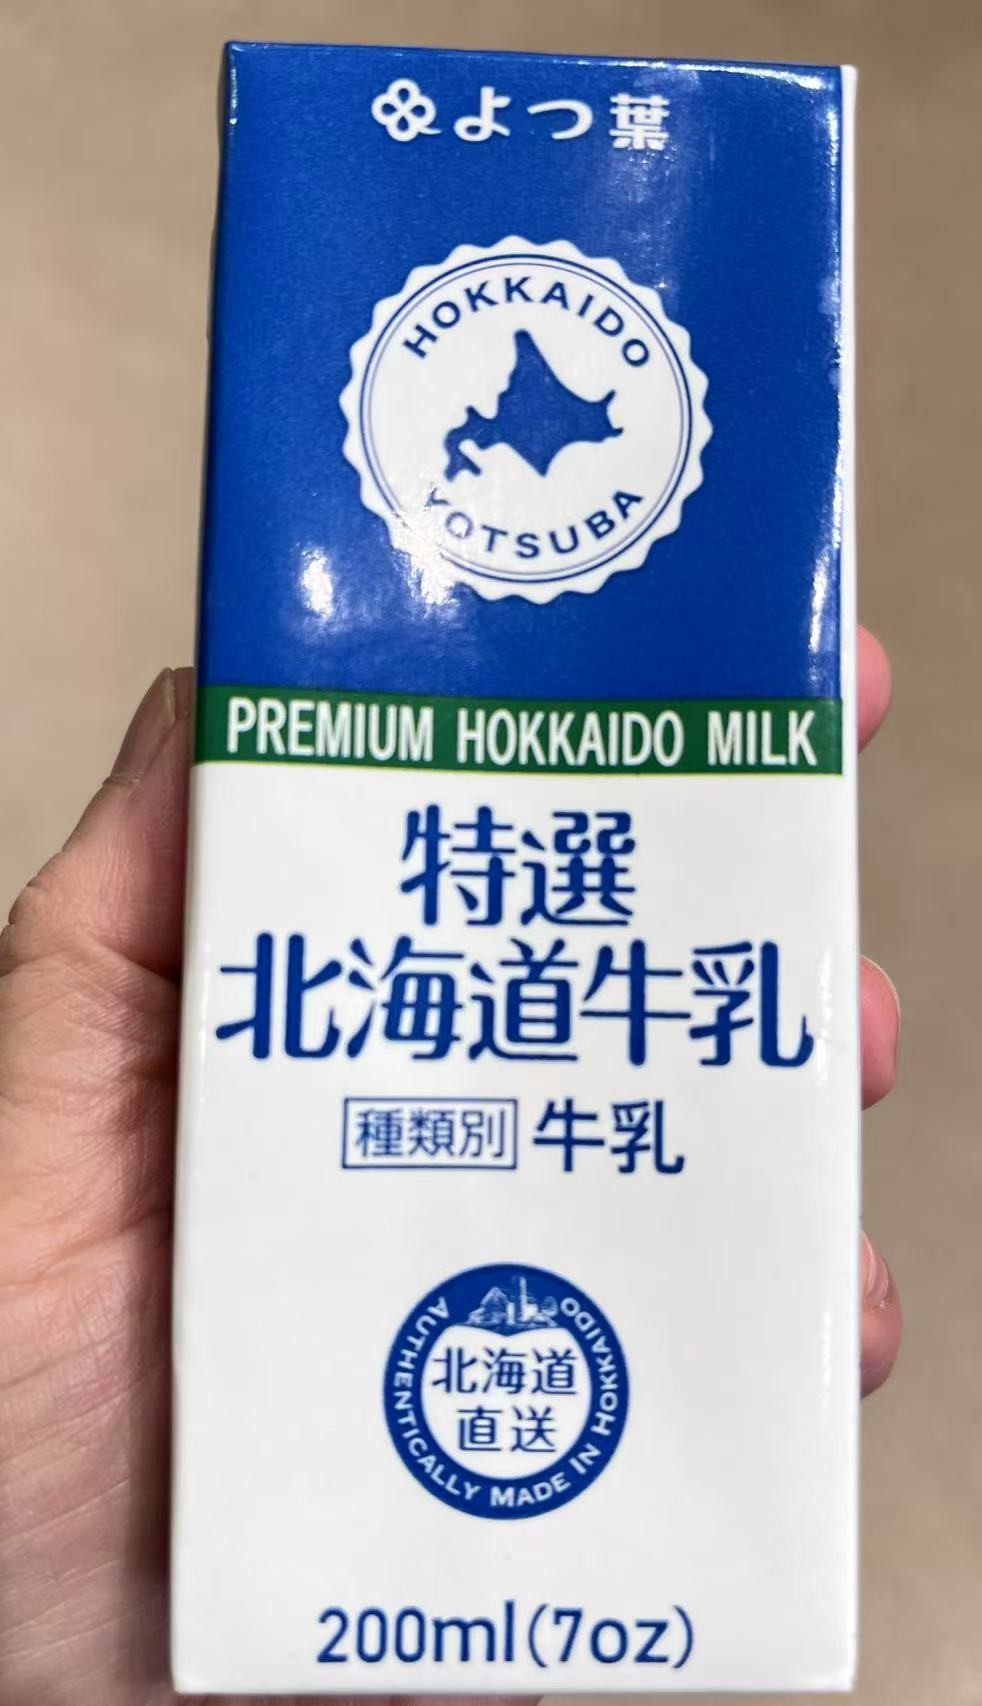 よつ葉
HOKKAIDO
YOTSUBA
PREMIUM HOKKAIDO MILK
特選
北海道牛乳
種類別 牛乳
北海道
直送
AUTHENTICALLY MADE IN HOKKAIDO
200ml(7oz)